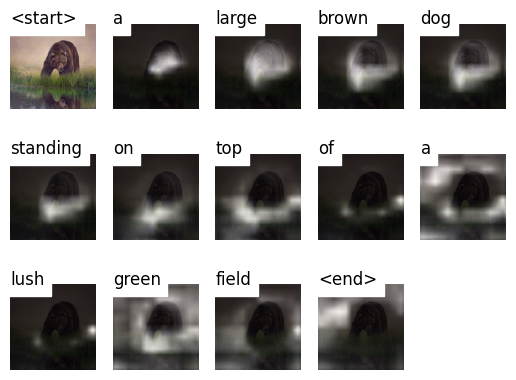 <start> a large brown dog
standing on top of a
lush green field <end>